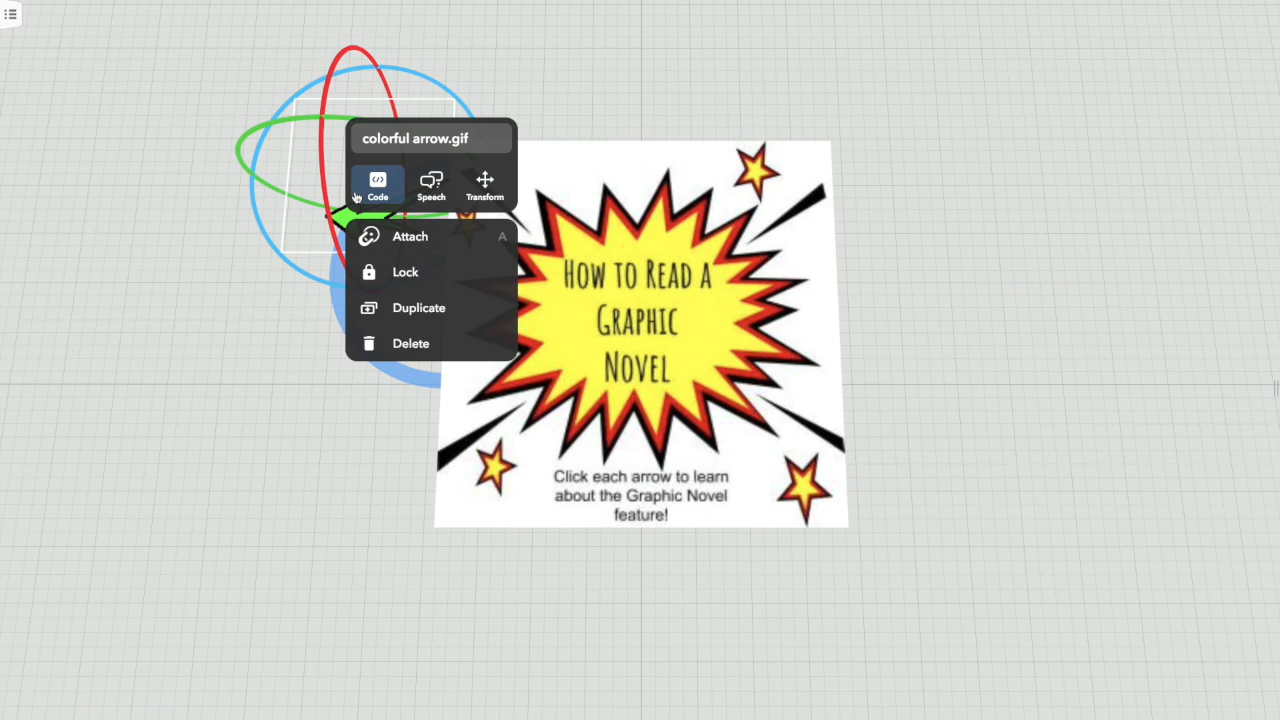 colorful arrow.gif
Code Speech Transform
Attach A
Lock
Duplicate
Delete
How to Read a
Graphic
Novel
Click each arrow to learn
about the Graphic Novel
feature!